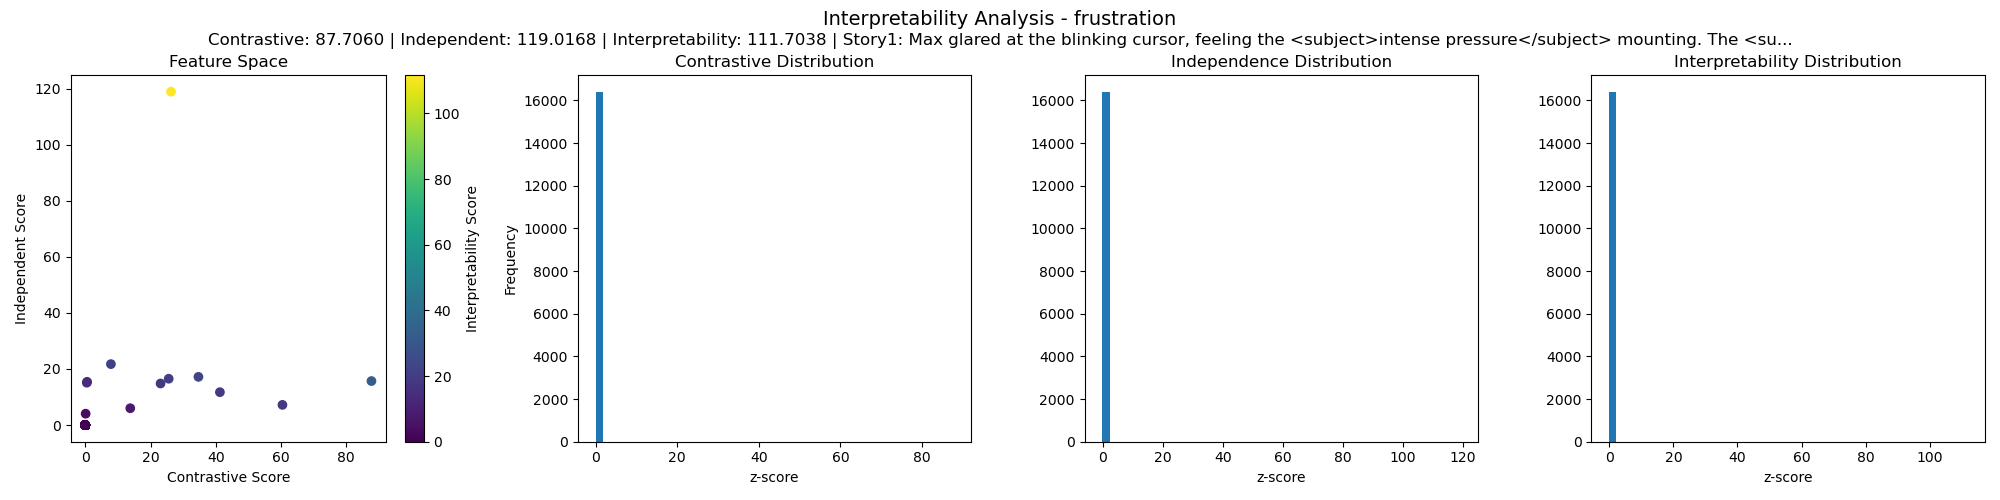 Interpretability Analysis - frustration
Contrastive: 87.7060 | Independent: 119.0168 | Interpretability: 111.7038 | Story1: Max glared at the blinking cursor, feeling the <subject>intense pressure</subject> mounting. The <su...
Feature Space
120
100
80
60
40
20
0
Independent Score
0 20 40 60 80
Contrastive Score
100
80
60
40
20
0
Interpretability Score
Contrastive Distribution
16000
14000
12000
10000
8000
6000
4000
2000
0
Frequency
0 20 40 60 80
z-score
Independence Distribution
16000
14000
12000
10000
8000
6000
4000
2000
0
0 20 40 60 80 100 120
z-score
Interpretability Distribution
16000
14000
12000
10000
8000
6000
4000
2000
0
0 20 40 60 80 100
z-score